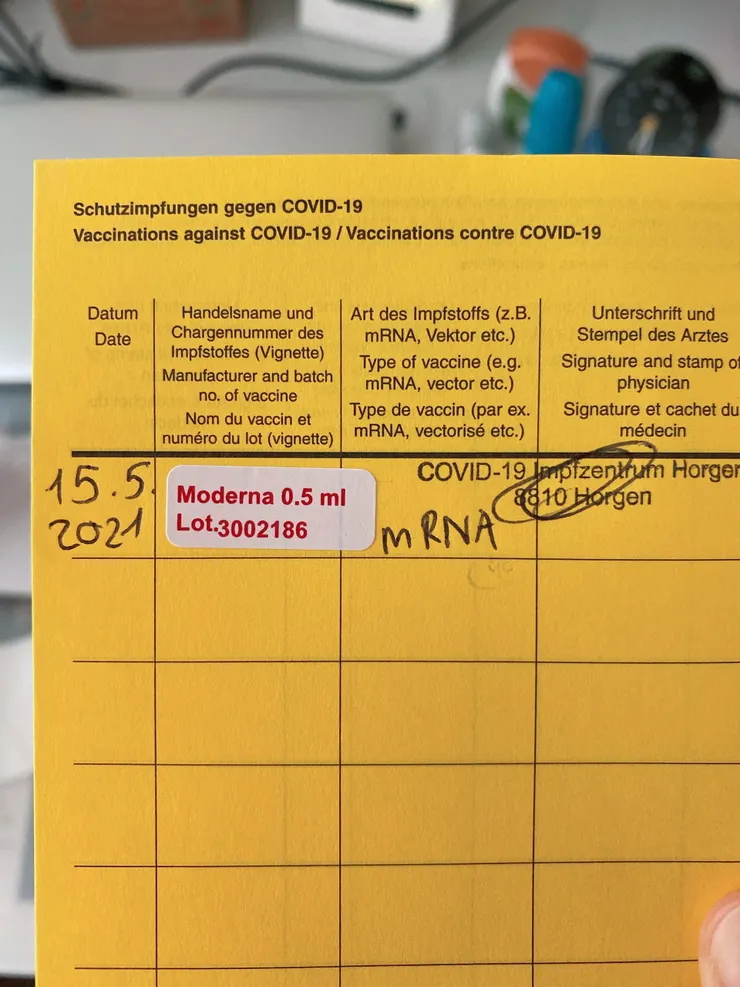 Schutzimpfungen gegen COVID-19
Vaccinations against COVID-19 / Vaccinations contre COVID-19
Datum
Date
Handelsname und
Chargennummer des
Impfstoffes (Vignette)
Manufacturer and batch
no. of vaccine
Nom du vaccin et
numéro du lot (vignette)
Art des Impfstoffs (z.B.
mRNA, Vektor etc.)
Type of vaccine (e.g.
mRNA, vector etc.)
Type de vaccin (par ex.
mRNA, vectorisé etc.)
Unterschrift und
Stempel des Arztes
Signature and stamp of
physician
Signature et cachet du
médecin
15.5.
2021
Moderna 0.5 ml
Lot.3002186
mRNA
COVID-19 Impfzentrum Horgen
8810 Horgen